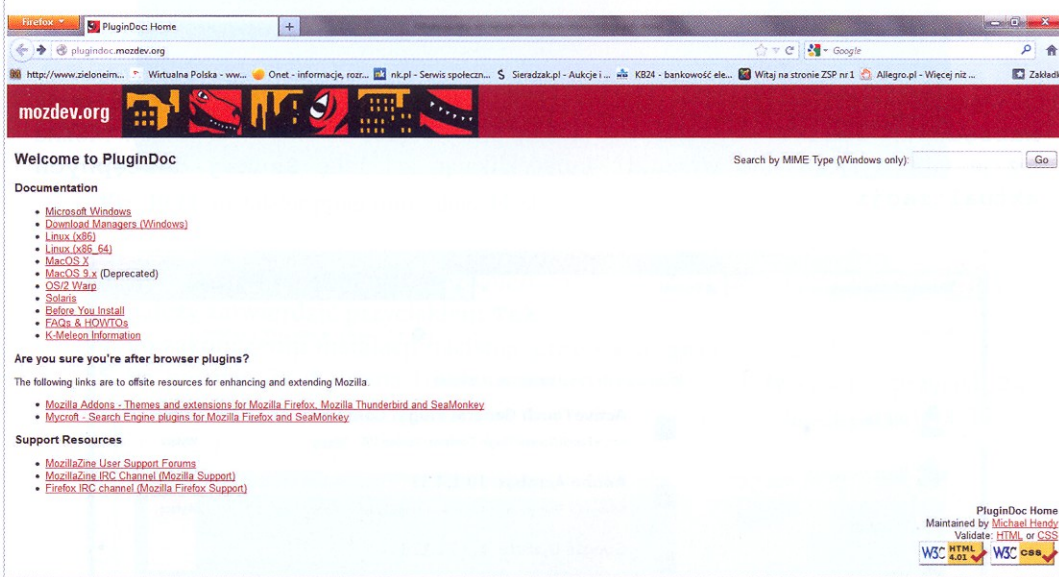 Firefox
PluginDoc: Home
plugindoc.mozdev.org
Google
http://www.zieloneim... Wirtualna Polska - ww... Onet - informacje, rozr... nk.pl - Serwis społeczn... Sieradzak.pl - Aukcje i ... KB24 - bankowość ele... Witaj na stronie ZSP nr 1 Allegro.pl - Więcej niż ... Zakładk
mozdev.org
Welcome to PluginDoc
Search by MIME Type (Windows only): Go
Documentation
• Microsoft Windows
• Download Managers (Windows)
• Linux (x86)
• Linux (x86_64)
• MacOS X
• MacOS 9.x (Deprecated)
• OS/2 Warp
• Solaris
• Before You Install
• FAQs & HOWTOs
• K-Meleon Information
Are you sure you're after browser plugins?
The following links are to offsite resources for enhancing and extending Mozilla.
• Mozilla Addons - Themes and extensions for Mozilla Firefox, Mozilla Thunderbird and SeaMonkey
• Mycroft - Search Engine plugins for Mozilla Firefox and SeaMonkey
Support Resources
• MozillaZine User Support Forums
• MozillaZine IRC Channel (Mozilla Support)
• Firefox IRC channel (Mozilla Firefox Support)
PluginDoc Home
Maintained by Michael Hendy
Validate: HTML or CSS
W3C HTML 4.01 W3C css